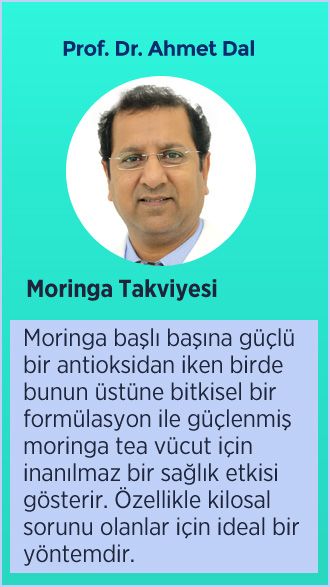 Prof. Dr. Ahmet Dal
Moringa Takviyesi
Moringa başlı başına güçlü
bir antioksidan iken birde
bunun üstüne bitkisel bir
formülasyon ile güçlenmiş
moringa tea vücut için
inanılmaz bir sağlık etkisi
gösterir. Özellikle kilosal
sorunu olanlar için ideal bir
yöntemdir.